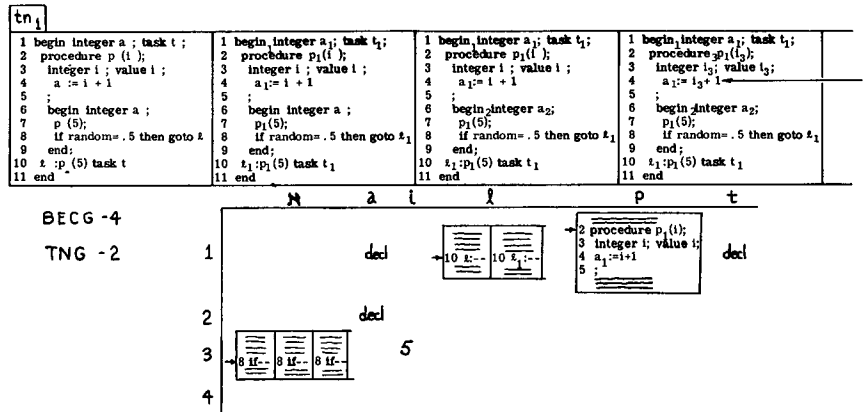 tn₁
1 begin integer a ; task t ;
2 procedure p (i );
3 integer i ; value i ;
4 a := i + 1
5 ;
6 begin integer a ;
7 p (5);
8 if random= . 5 then goto ℓ
9 end;
10 ℓ :p (5) task t
11 end
1 begin₁ integer a₁; task t₁;
2 procedure p₁(i );
3 integer i ; value i ;
4 a₁:= i + 1
5 ;
6 begin integer a ;
7 p₁(5);
8 if random= . 5 then goto ℓ₁
9 end;
10 ℓ₁:p₁(5) task t₁
11 end
1 begin₁ integer a₁; task t₁;
2 procedure p₁(i );
3 integer i ; value i ;
4 a₁:= i + 1
5 ;
6 begin₂integer a₂;
7 p₁(5);
8 if random= . 5 then goto ℓ₁
9 end;
10 ℓ₁:p₁(5) task t₁
11 end
1 begin₁ integer a₁; task t₁;
2 procedure ₃p₁(i₃);
3 integer i₃; value i₃;
4 a₁:= i₃+ 1
5 ;
6 begin₂integer a₂;
7 p₁(5);
8 if random= . 5 then goto ℓ₁
9 end;
10 ℓ₁:p₁(5) task t₁
11 end
ℵ a i ℓ p t
BECG -4
TNG -2
1 decl 10 ℓ:-- 10 ℓ₁:-- decl
2 procedure p₁(i);
3 integer i; value i;
4 a₁:=i+1
5 ;
2 decl
3 8 if-- 8 if-- 8 if-- 5
4